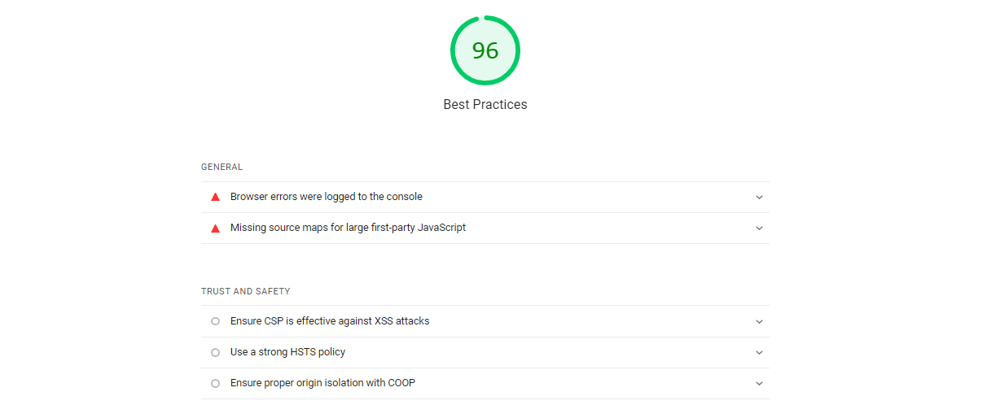 96
Best Practices
GENERAL
Browser errors were logged to the console
Missing source maps for large first-party JavaScript
TRUST AND SAFETY
Ensure CSP is effective against XSS attacks
Use a strong HSTS policy
Ensure proper origin isolation with COOP